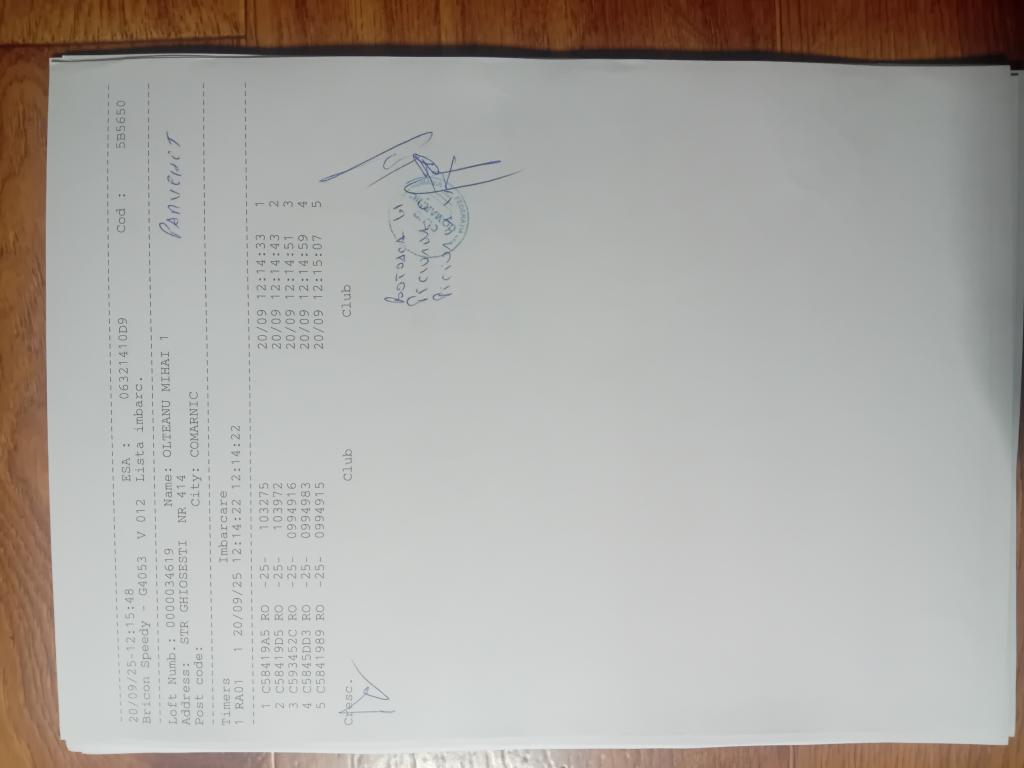 --------------------------------------------------------------------------------
20/09/25-12:15:48 ESA : 06321410D9 Cod : 5B5650
Bricon Speedy - G4053 V 012 Lista imbarc.
--------------------------------------------------------------------------------
Loft Numb.: 0000034619 Name: OLTEANU MIHAI 1
Address: STR GHIOSESTI NR 414
Post code: City: COMARNIC
--------------------------------------------------------------------------------
Timers Imbarcare
1 RA01 1 20/09/25 12:14:22 12:14:22
--------------------------------------------------------------------------------
1 C58419A5 RO -25- 103275 20/09 12:14:33 1
2 C58419D5 RO -25- 103972 20/09 12:14:43 2
3 C593452C RO -25- 0994916 20/09 12:14:51 3
4 C5845DD3 RO -25- 0994983 20/09 12:14:59 4
5 C5841989 RO -25- 0994915 20/09 12:15:07 5
Cresc. Club Club